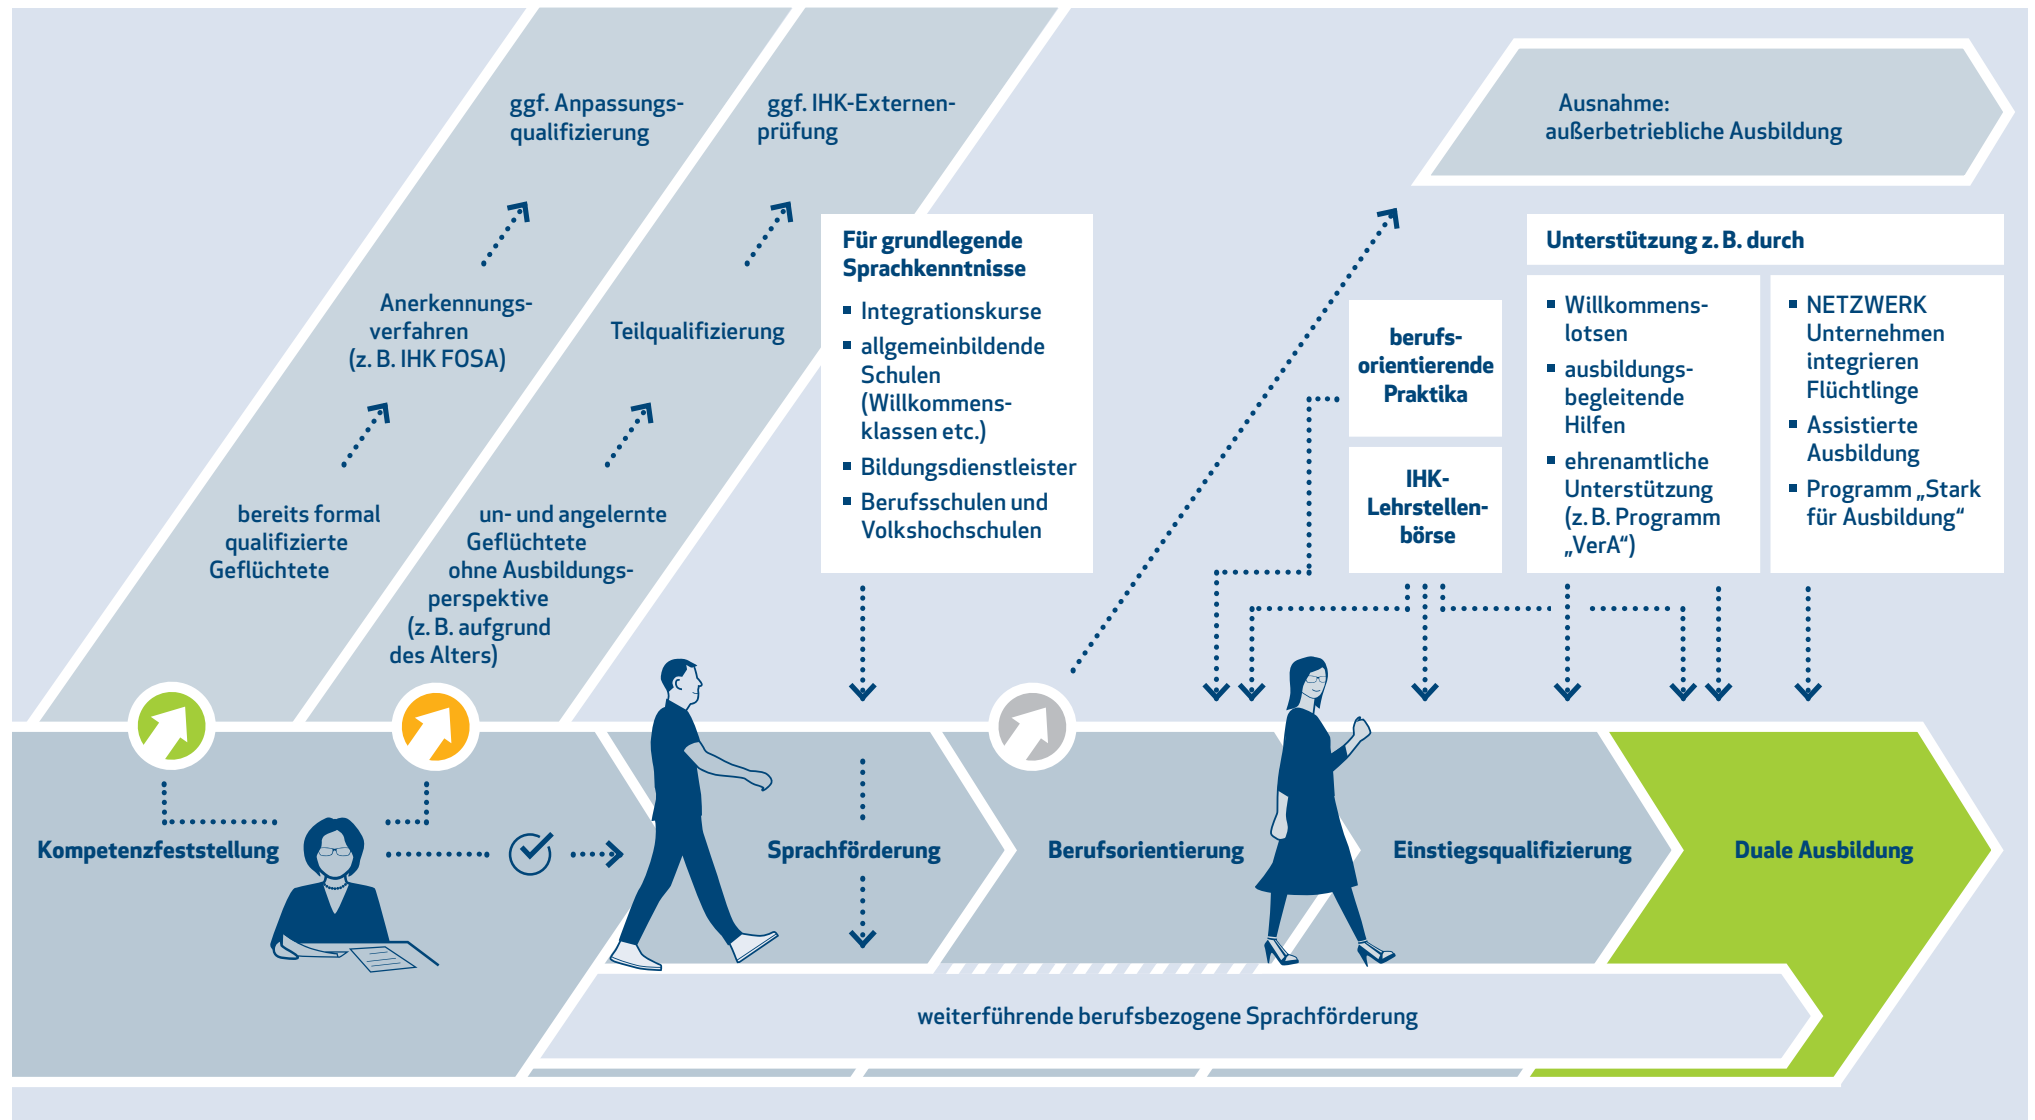 ggf. Anpassungs-
qualifizierung
Anerkennungs-
verfahren
(z. B. IHK FOSA)
bereits formal
qualifizierte
Geflüchtete
ggf. IHK-Externen-
prüfung
Teilqualifizierung
un- und angelernte
Geflüchtete
ohne Ausbildungs-
perspektive
(z. B. aufgrund
des Alters)
Für grundlegende
Sprachkenntnisse
▪ Integrationskurse
▪ allgemeinbildende
Schulen
(Willkommens-
klassen etc.)
▪ Bildungsdienstleister
▪ Berufsschulen und
Volkshochschulen
Ausnahme:
außerbetriebliche Ausbildung
berufs-
orientierende
Praktika
IHK-
Lehrstellen-
börse
Unterstützung z. B. durch
▪ Willkommens-
lotsen
▪ ausbildungs-
begleitende
Hilfen
▪ ehrenamtliche
Unterstützung
(z. B. Programm
„VerA“)
▪ NETZWERK
Unternehmen
integrieren
Flüchtlinge
▪ Assistierte
Ausbildung
▪ Programm „Stark
für Ausbildung“
Kompetenzfeststellung
Sprachförderung
Berufsorientierung
Einstiegsqualifizierung
Duale Ausbildung
weiterführende berufsbezogene Sprachförderung